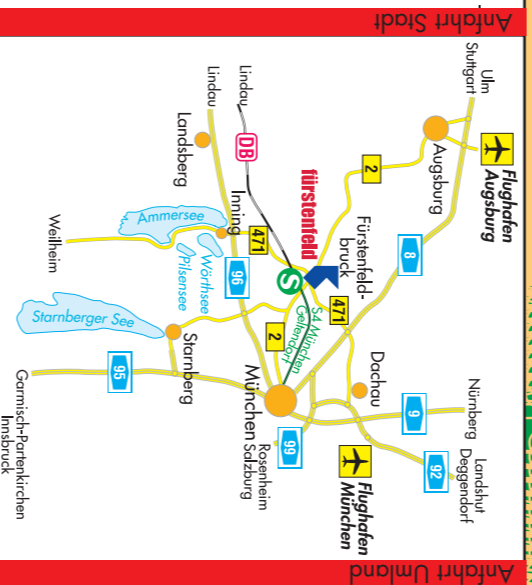 Anfahrt Stadt
Ulm
Stuttgart
Flughafen
Augsburg
Augsburg
2
8
Lindau
Lindau
DB
Landsberg
fürstenfeld
Fürstenfeld-
bruck
Inning
471
471
S
S4 München
Geltendorf
Ammersee
Wörthsee
Pilsensee
Weilheim
96
2
Dachau
Nürnberg
9
Landshut
Deggendorf
92
Starnberger See
Starnberg
München
Rosenheim
Salzburg
99
Flughafen
München
95
Garmisch-Partenkirchen
Innsbruck
Anfahrt Umland